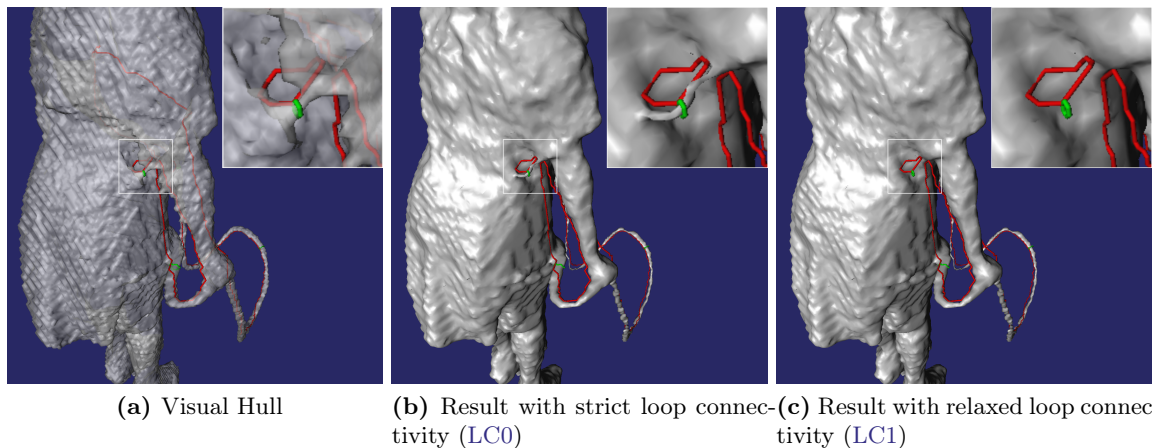 (a) Visual Hull
(b) Result with strict loop connec-
tivity (LC0)
(c) Result with relaxed loop connec
tivity (LC1)